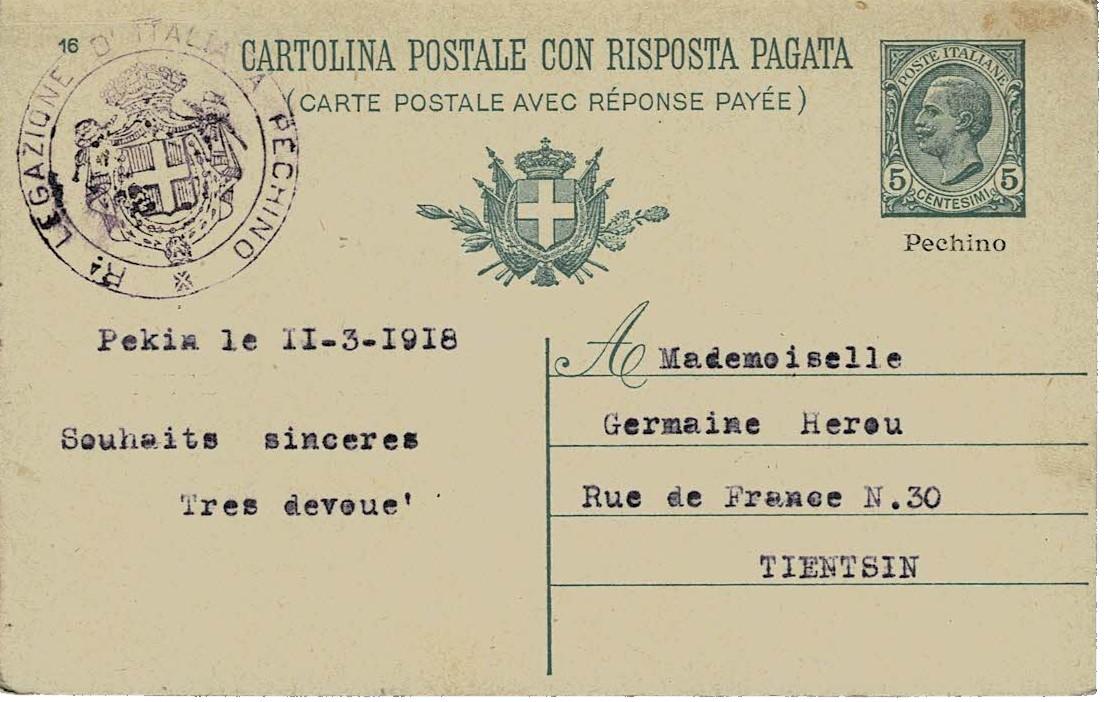 16
R.A LEGAZIONE D'ITALIA A PECHINO
CARTOLINA POSTALE CON RISPOSTA PAGATA
(CARTE POSTALE AVEC RÉPONSE PAYÉE)
POSTE ITALIANE
5 CENTESIMI 5
Pechino
Pekin le II-3-I9I8
Souhaits sinceres
Tres devoue'
A Mademoiselle
Germaine Herou
Rue de France N.30
TIENTSIN